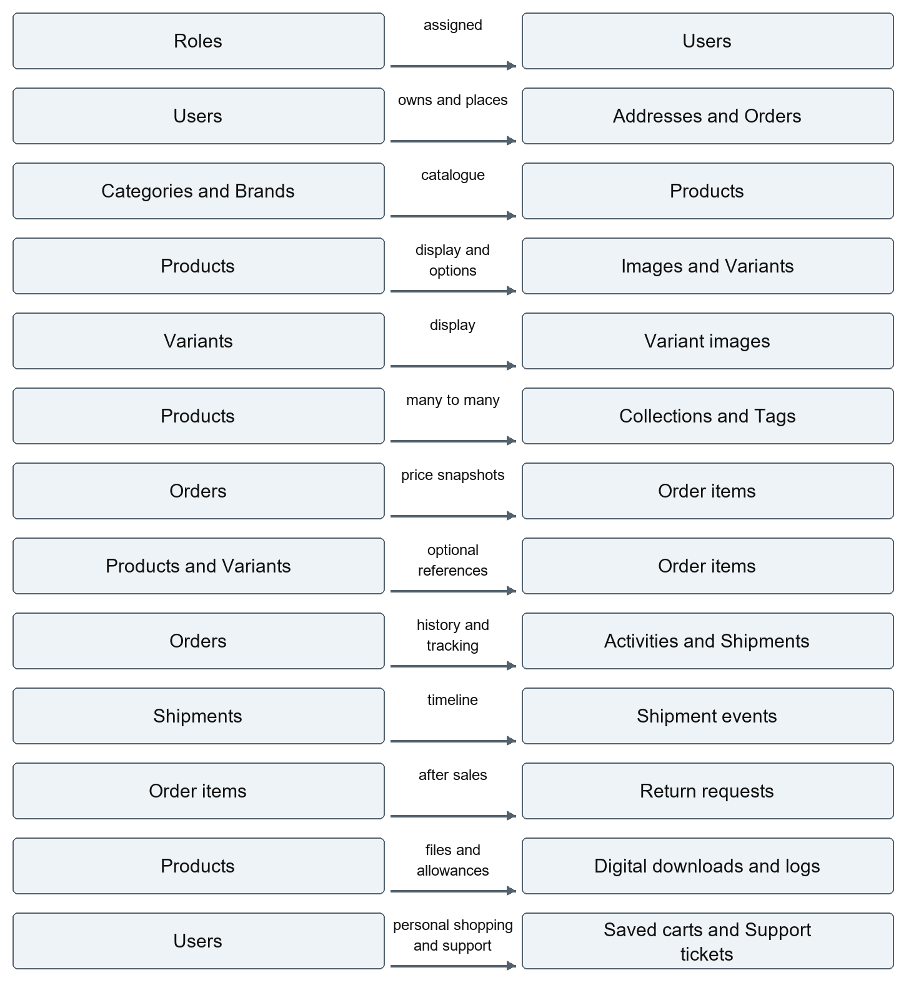 Roles
assigned
Users
Users
owns and places
Addresses and Orders
Categories and Brands
catalogue
Products
Products
display and
options
Images and Variants
Variants
display
Variant images
Products
many to many
Collections and Tags
Orders
price snapshots
Order items
Products and Variants
optional
references
Order items
Orders
history and
tracking
Activities and Shipments
Shipments
timeline
Shipment events
Order items
after sales
Return requests
Products
files and
allowances
Digital downloads and logs
Users
personal shopping
and support
Saved carts and Support
tickets